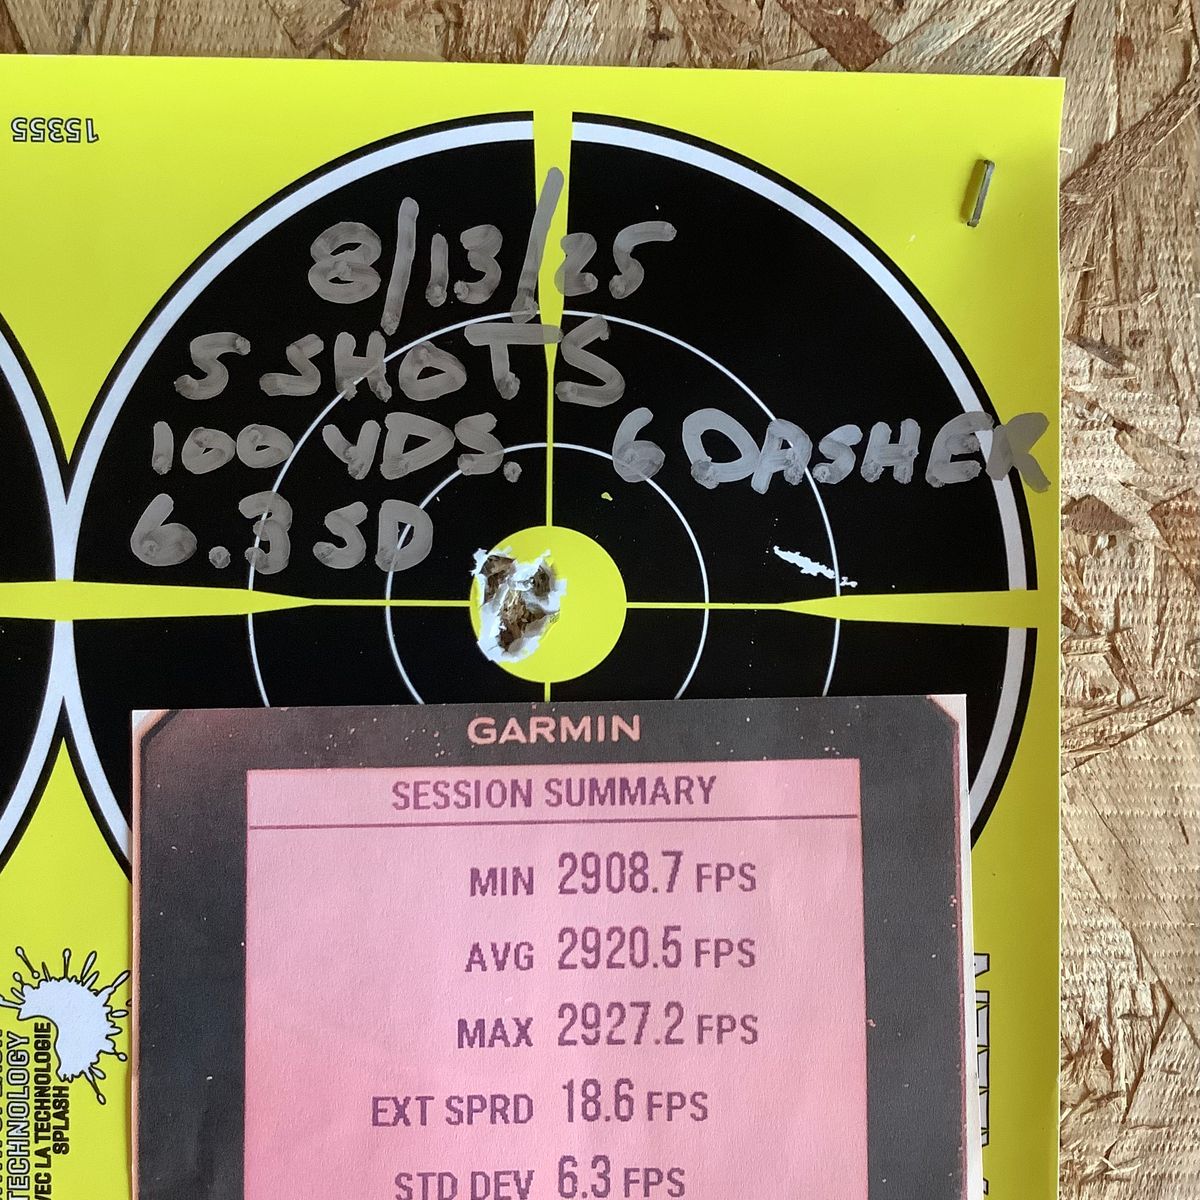 15355
8/13/25
5 SHOTS
100 YDS. 6 DASHER
6.3 SD
GARMIN
SESSION SUMMARY
MIN 2908.7 FPS
AVG 2920.5 FPS
MAX 2927.2 FPS
EXT SPRD 18.6 FPS
STD DEV 6.3 FPS
TECHNOLOGY
LA TECHNOLOGIE
SPLASH